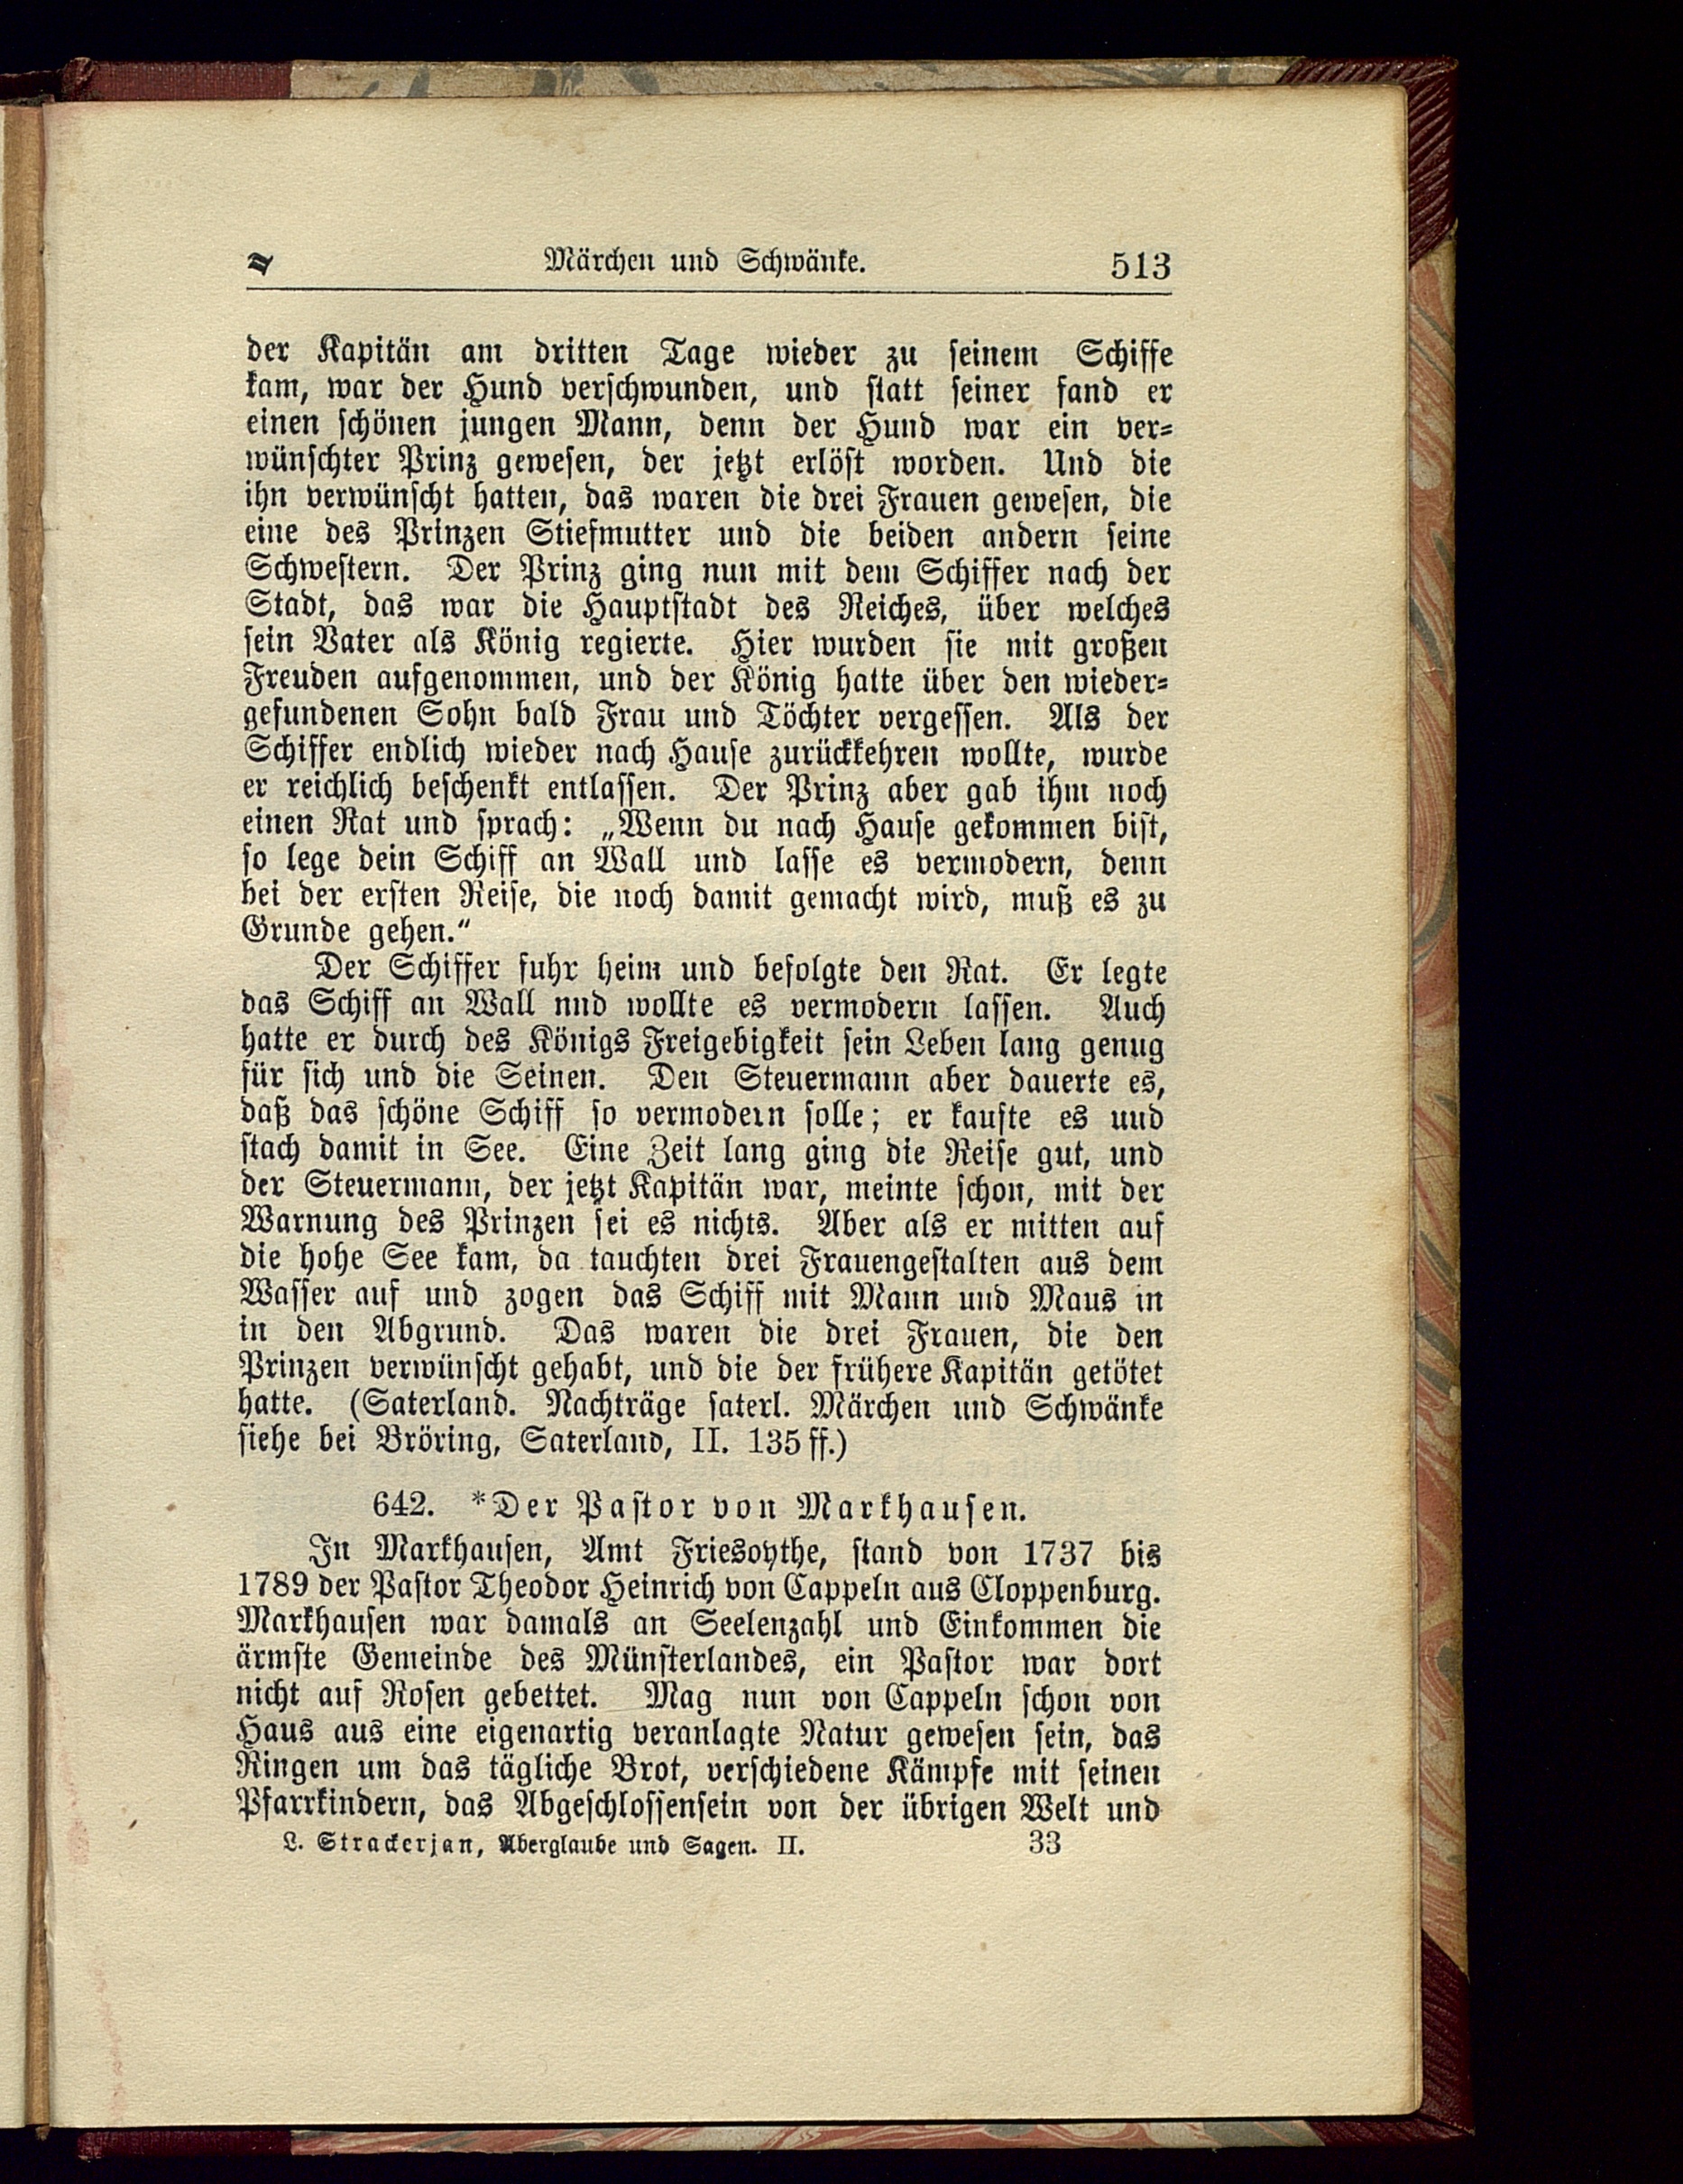 Märchen und Schwänke. 513
der Kapitän am dritten Tage wieder zu seinem Schiffe
kam, war der Hund verschwunden, und statt seiner fand er
einen schönen jungen Mann, denn der Hund war ein ver-
wünschter Prinz gewesen, der jetzt erlöst worden. Und die
ihn verwünscht hatten, das waren die drei Frauen gewesen, die
eine des Prinzen Stiefmutter und die beiden andern seine
Schwestern. Der Prinz ging nun mit dem Schiffer nach der
Stadt, das war die Hauptstadt des Reiches, über welches
sein Vater als König regierte. Hier wurden sie mit großen
Freuden aufgenommen, und der König hatte über den wieder-
gefundenen Sohn bald Frau und Töchter vergessen. Als der
Schiffer endlich wieder nach Hause zurückkehren wollte, wurde
er reichlich beschenkt entlassen. Der Prinz aber gab ihm noch
einen Rat und sprach: „Wenn du nach Hause gekommen bist,
so lege dein Schiff an Wall und lasse es vermodern, denn
bei der ersten Reise, die noch damit gemacht wird, muß es zu
Grunde gehen.“
Der Schiffer fuhr heim und befolgte den Rat. Er legte
das Schiff an Wall nnd wollte es vermodern lassen. Auch
hatte er durch des Königs Freigebigkeit sein Leben lang genug
für sich und die Seinen. Den Steuermann aber dauerte es,
daß das schöne Schiff so vermodern solle; er kaufte es und
stach damit in See. Eine Zeit lang ging die Reise gut, und
der Steuermann, der jetzt Kapitän war, meinte schon, mit der
Warnung des Prinzen sei es nichts. Aber als er mitten auf
die hohe See kam, da tauchten drei Frauengestalten aus dem
Wasser auf und zogen das Schiff mit Mann und Maus in
in den Abgrund. Das waren die drei Frauen, die den
Prinzen verwünscht gehabt, und die der frühere Kapitän getötet
hatte. (Saterland. Nachträge saterl. Märchen und Schwänke
siehe bei Bröring, Saterland, II. 135 ff.)
642. *Der Pastor von Markhausen.
In Markhausen, Amt Friesoythe, stand von 1737 bis
1789 der Pastor Theodor Heinrich von Cappeln aus Cloppenburg.
Markhausen war damals an Seelenzahl und Einkommen die
ärmste Gemeinde des Münsterlandes, ein Pastor war dort
nicht auf Rosen gebettet. Mag nun von Cappeln schon von
Haus aus eine eigenartig veranlagte Natur gewesen sein, das
Ringen um das tägliche Brot, verschiedene Kämpfe mit seinen
Pfarrkindern, das Abgeschlossensein von der übrigen Welt und
L. Strackerjan, Aberglaube und Sagen. II. 33